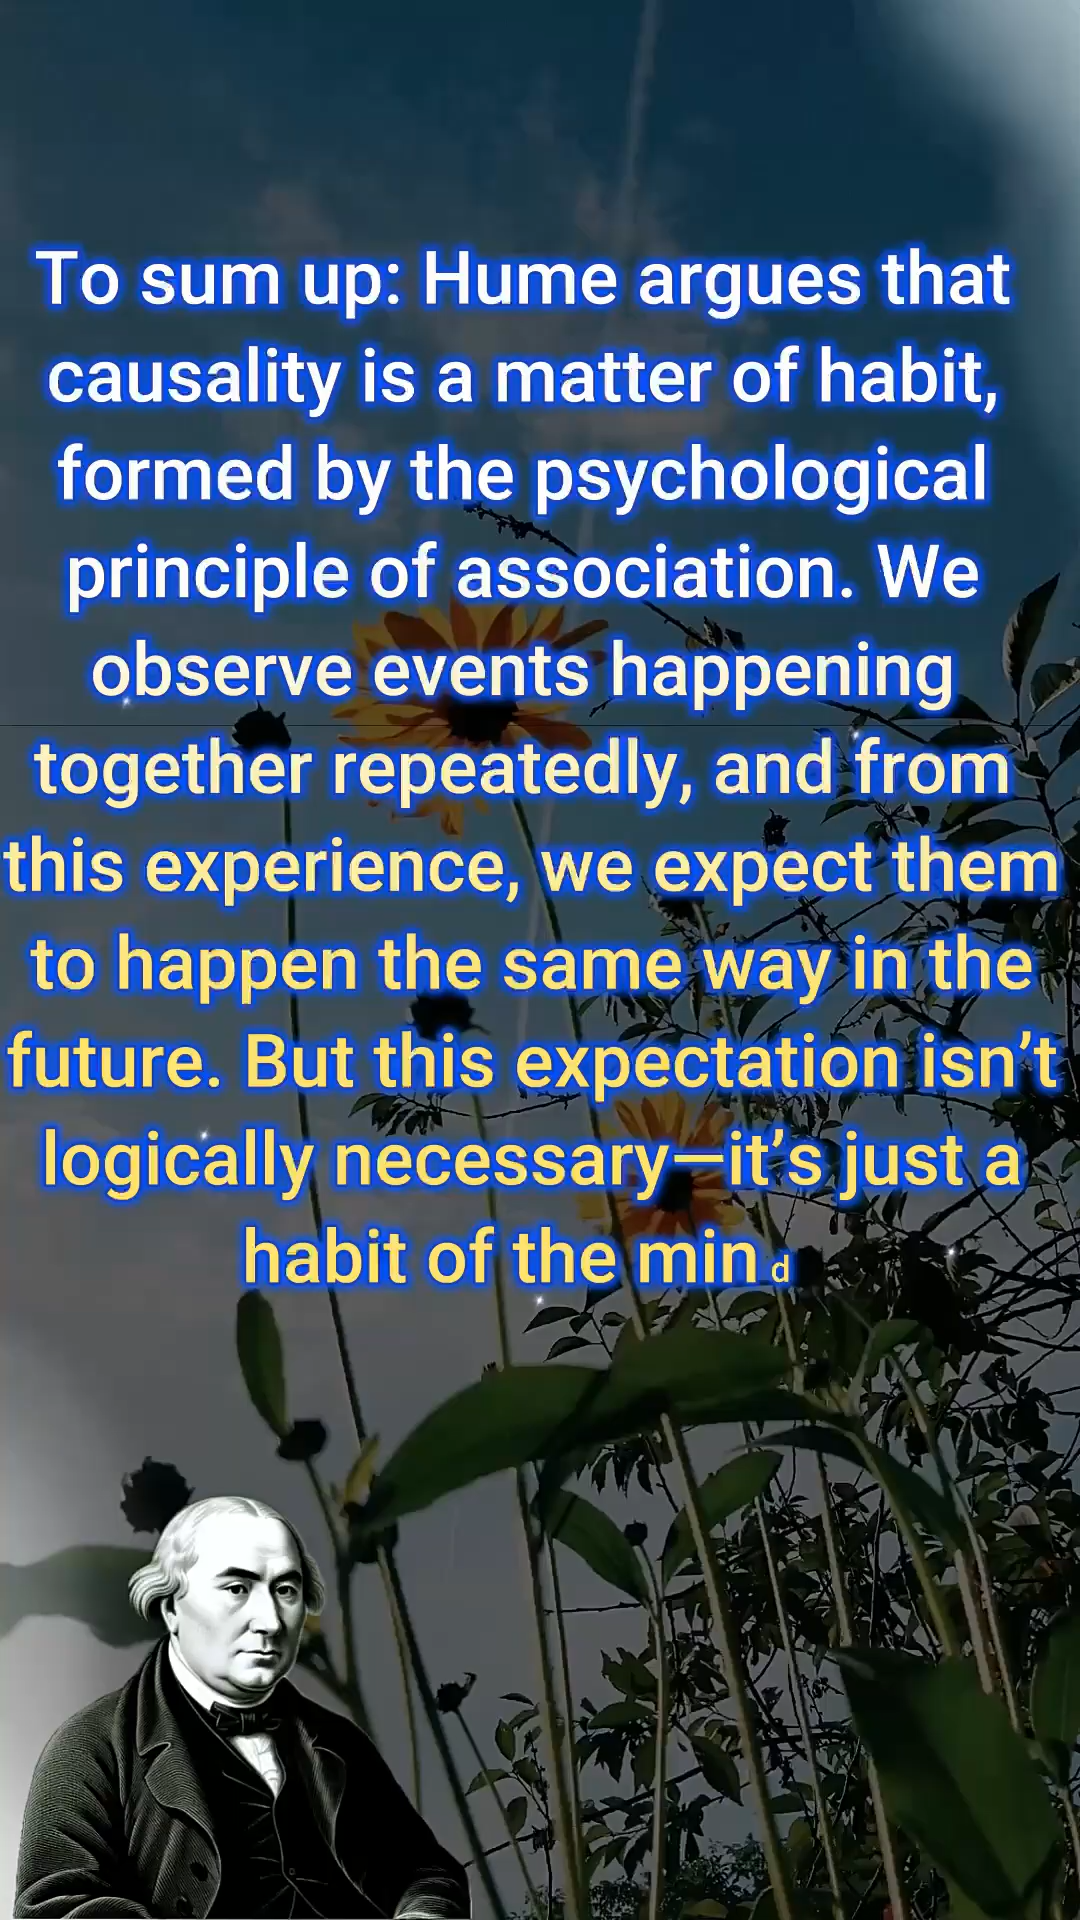 To sum up: Hume argues that
causality is a matter of habit,
formed by the psychological
principle of association. We
observe events happening
together repeatedly, and from
this experience, we expect them
to happen the same way in the
future. But this expectation isn’t
logically necessary—it’s just a
habit of the mind